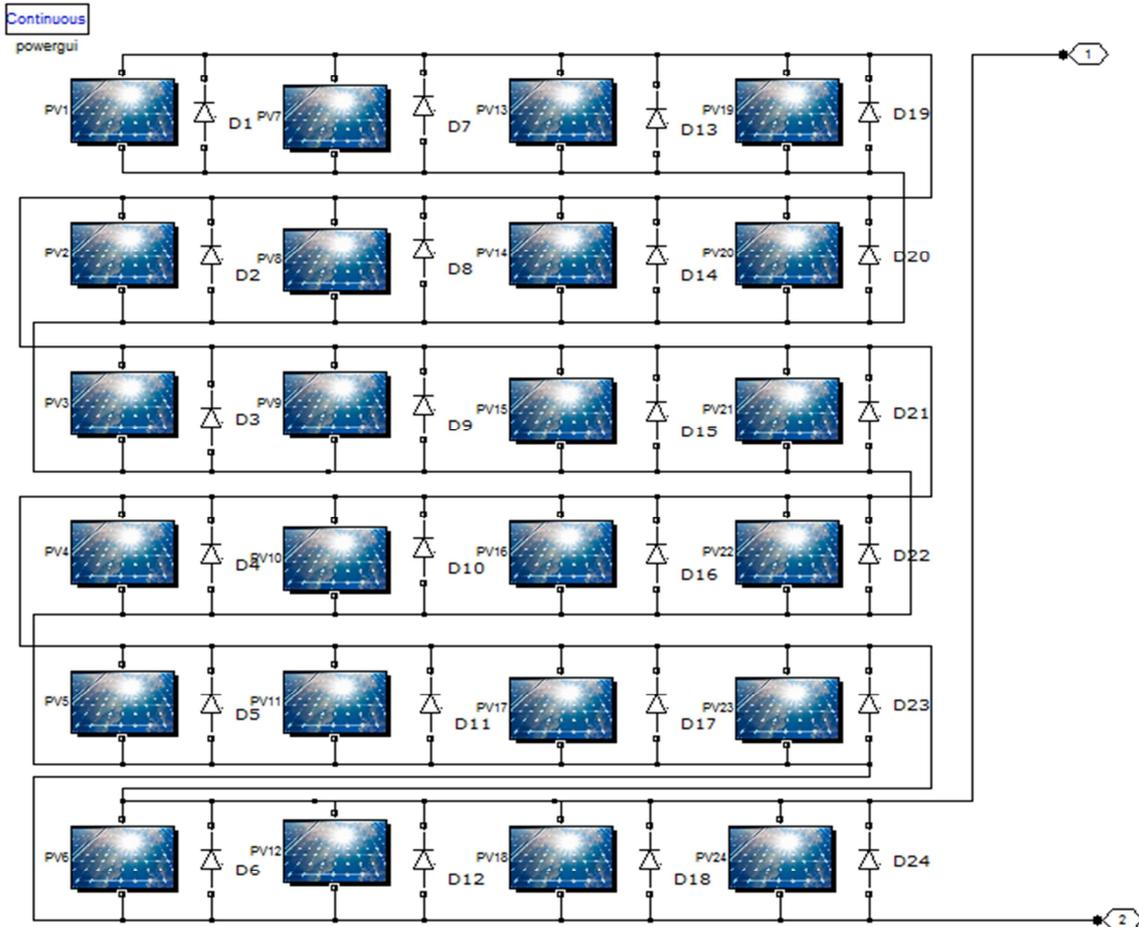 Continuous
powergui
1
PV1 D1 PV7 D7 PV13 D13 PV19 D19
PV2 D2 PV8 D8 PV14 D14 PV20 D20
PV3 D3 PV9 D9 PV15 D15 PV21 D21
PV4 D4 PV10 D10 PV16 D16 PV22 D22
PV5 D5 PV11 D11 PV17 D17 PV23 D23
PV6 D6 PV12 D12 PV18 D18 PV24 D24
2